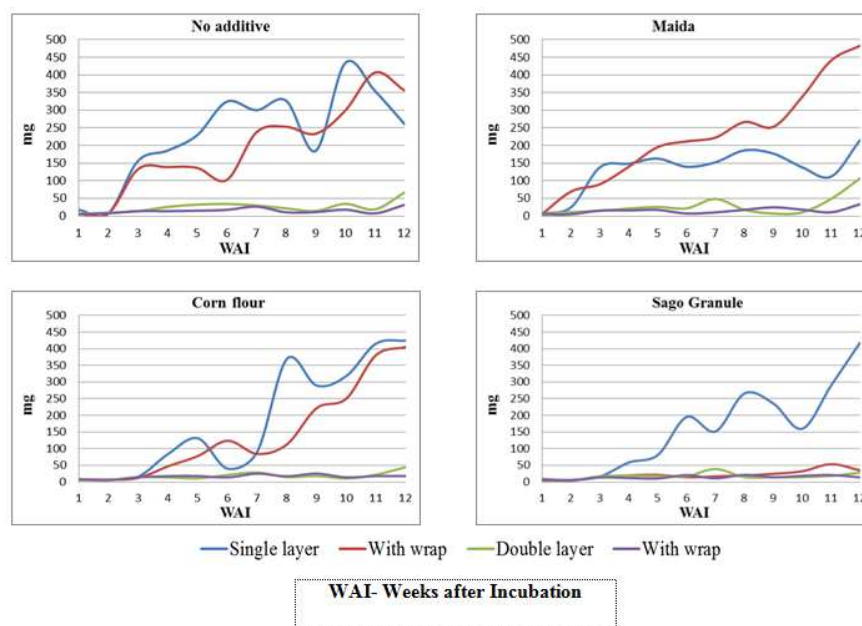 No additive
500
450
400
350
300
250
200
150
100
50
0
mg
1 2 3 4 5 6 7 8 9 10 11 12
WAI
Maida
500
450
400
350
300
250
200
150
100
50
0
mg
1 2 3 4 5 6 7 8 9 10 11 12
WAI
Corn flour
500
450
400
350
300
250
200
150
100
50
0
mg
1 2 3 4 5 6 7 8 9 10 11 12
WAI
Sago Granule
500
450
400
350
300
250
200
150
100
50
0
mg
1 2 3 4 5 6 7 8 9 10 11 12
WAI
Single layer With wrap Double layer With wrap
WAI- Weeks after Incubation